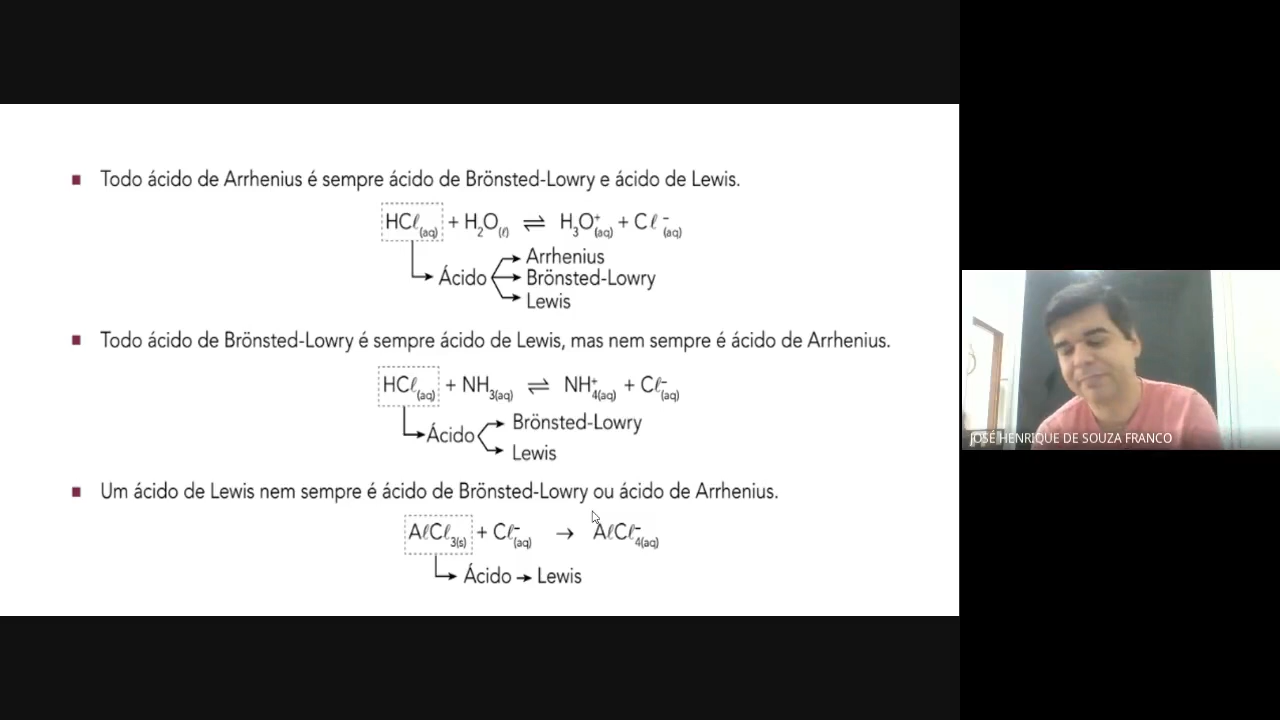 Todo ácido de Arrhenius é sempre ácido de Brönsted-Lowry e ácido de Lewis.
HCℓ(aq) + H₂O(ℓ) ⇌ H₃O⁺(aq) + Cℓ⁻(aq)
Ácido
Arrhenius
Brönsted-Lowry
Lewis
Todo ácido de Brönsted-Lowry é sempre ácido de Lewis, mas nem sempre é ácido de Arrhenius.
HCℓ(aq) + NH₃(aq) ⇌ NH₄⁺(aq) + Cℓ⁻(aq)
Ácido
Brönsted-Lowry
Lewis
Um ácido de Lewis nem sempre é ácido de Brönsted-Lowry ou ácido de Arrhenius.
AℓCℓ₃(s) + Cℓ⁻(aq) → AℓCℓ₄⁻(aq)
Ácido → Lewis
JOSÉ HENRIQUE DE SOUZA FRANCO